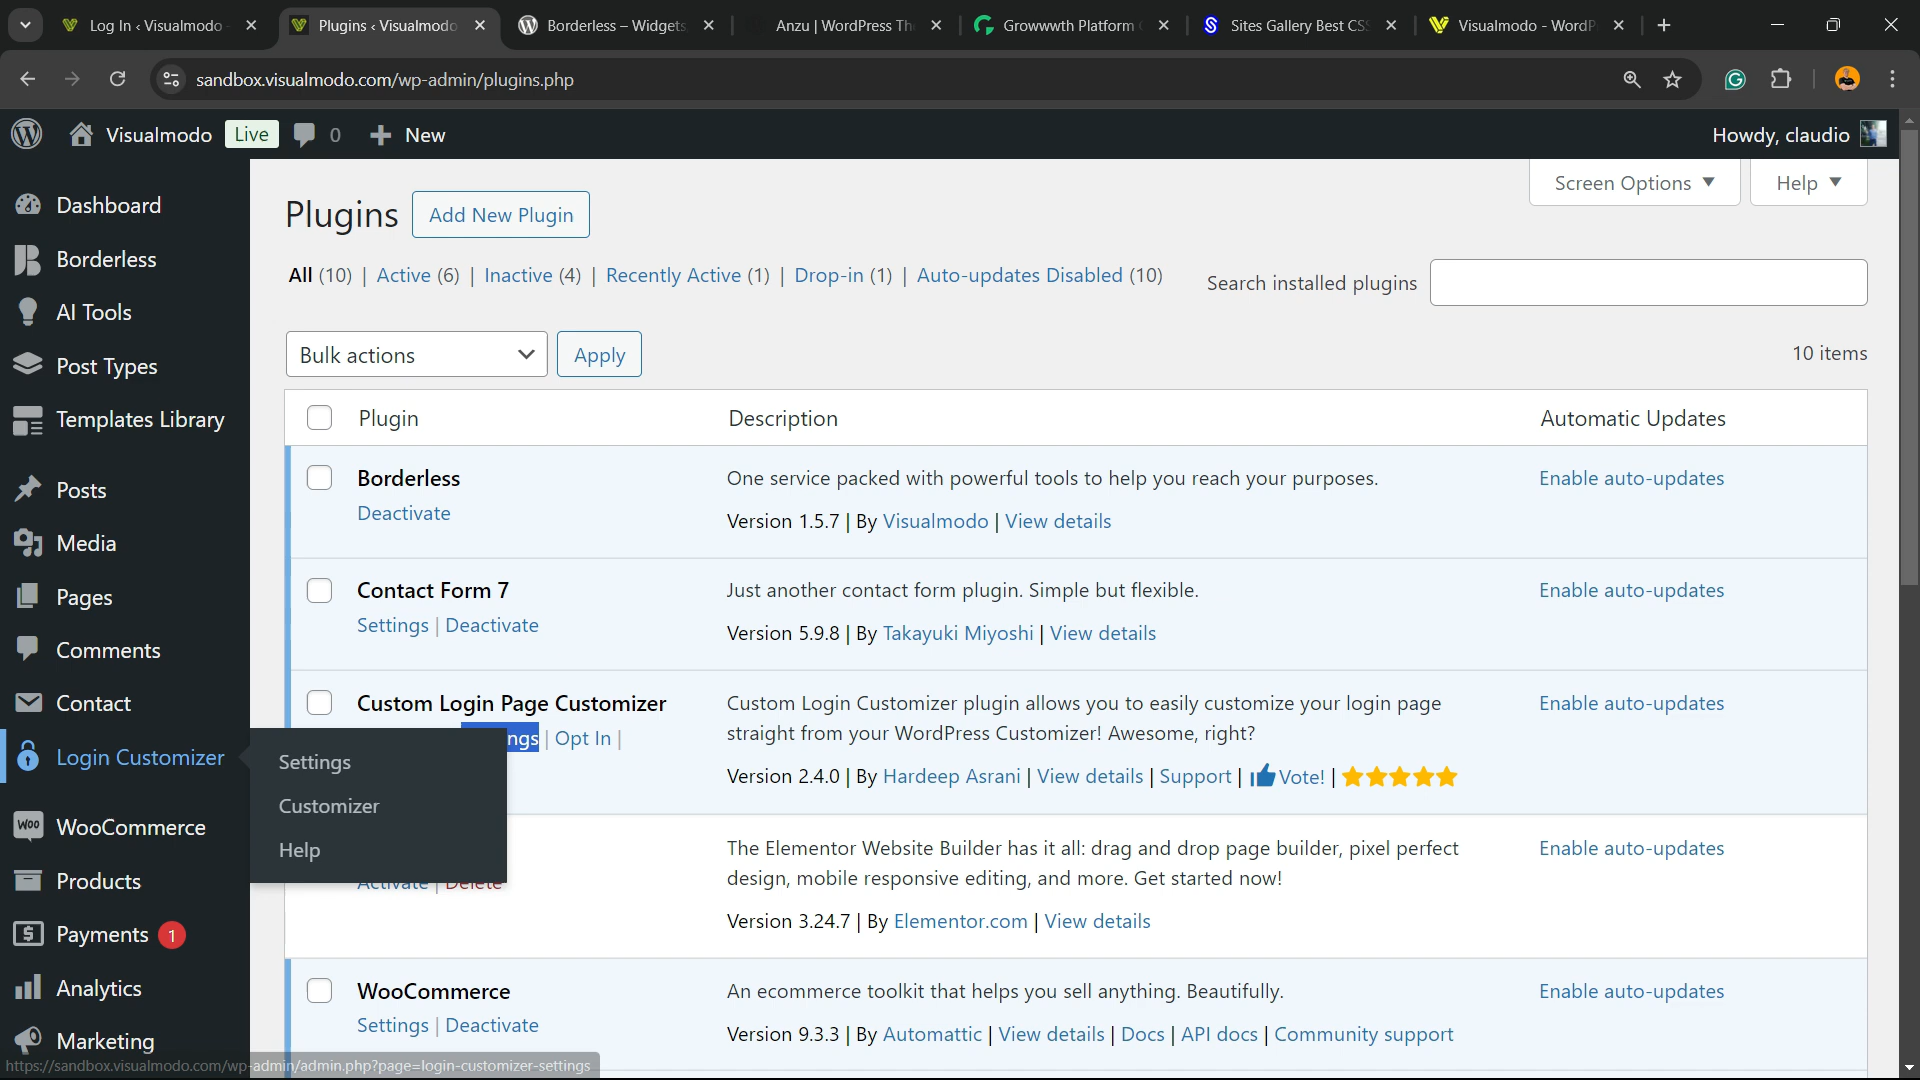 Log In ‹ Visualmodo
Plugins ‹ Visualmodo
Borderless – Widgets
Anzu | WordPress Th
Growwwth Platform
Sites Gallery Best CSS
Visualmodo - WordP
sandbox.visualmodo.com/wp-admin/plugins.php
Visualmodo Live 0 New
Howdy, claudio
Dashboard
Borderless
AI Tools
Post Types
Templates Library
Posts
Media
Pages
Comments
Contact
Login Customizer
WooCommerce
Products
Payments 1
Analytics
Marketing
Settings
Customizer
Help
Screen Options
Help
Plugins
Add New Plugin
All (10) | Active (6) | Inactive (4) | Recently Active (1) | Drop-in (1) | Auto-updates Disabled (10)
Search installed plugins
Bulk actions
Apply
10 items
Plugin Description Automatic Updates
Borderless
Deactivate
One service packed with powerful tools to help you reach your purposes.
Version 1.5.7 | By Visualmodo | View details
Enable auto-updates
Contact Form 7
Settings | Deactivate
Just another contact form plugin. Simple but flexible.
Version 5.9.8 | By Takayuki Miyoshi | View details
Enable auto-updates
Custom Login Page Customizer
ngs | Opt In |
Custom Login Customizer plugin allows you to easily customize your login page
straight from your WordPress Customizer! Awesome, right?
Version 2.4.0 | By Hardeep Asrani | View details | Support | Vote! |
Enable auto-updates
Activate | Delete
The Elementor Website Builder has it all: drag and drop page builder, pixel perfect
design, mobile responsive editing, and more. Get started now!
Version 3.24.7 | By Elementor.com | View details
Enable auto-updates
WooCommerce
Settings | Deactivate
An ecommerce toolkit that helps you sell anything. Beautifully.
Version 9.3.3 | By Automattic | View details | Docs | API docs | Community support
Enable auto-updates
https://sandbox.visualmodo.com/wp-admin/admin.php?page=login-customizer-settings